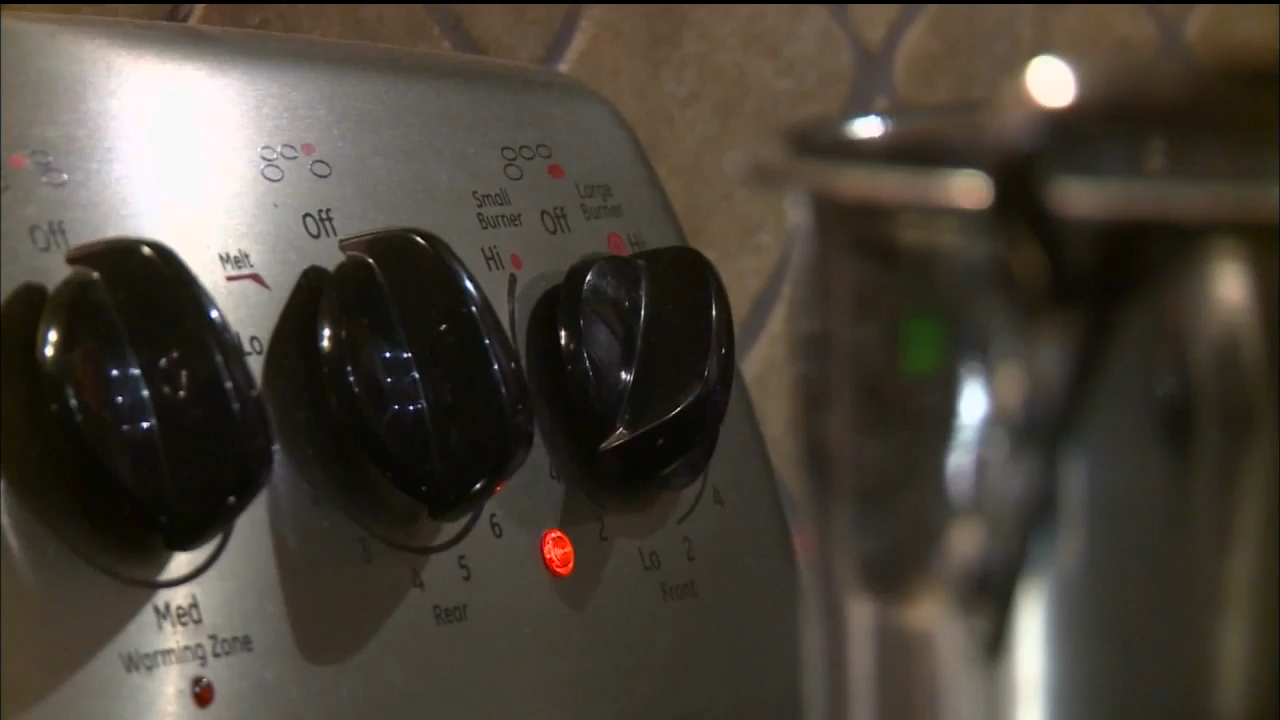 Off
Med
Warming Zone
Off
Melt
Lo
3 4 5 6
Rear
Small
Burner
Hi
Off
Large
Burner
Hi
4 2
Lo 2 4
Front